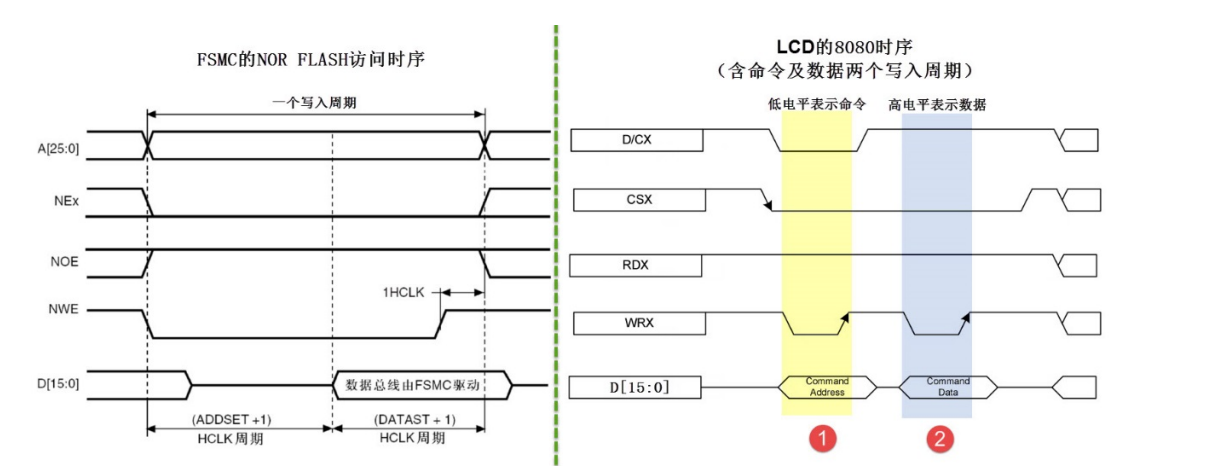 FSMC的NOR FLASH访问时序
一个写入周期
A[25:0]
NEx
NOE
1HCLK
NWE
D[15:0]
数据总线由FSMC驱动
(ADDSET +1)
HCLK 周期
(DATAST + 1)
HCLK 周期
LCD的8080时序
(含命令及数据两个写入周期)
低电平表示命令
高电平表示数据
D/CX
CSX
RDX
WRX
D[15:0]
Command
Address
Command
Data
1
2